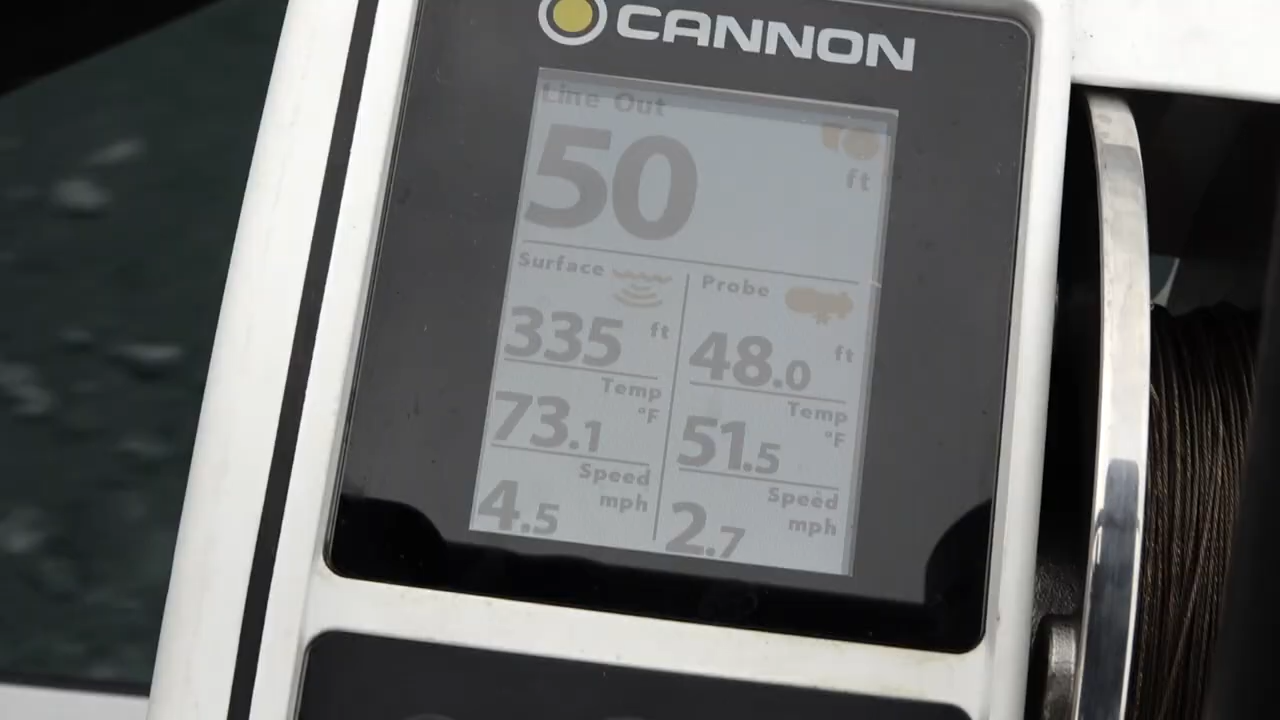 CANNON
Line Out
50
ft
Surface
335 ft
Temp
73.1 °F
Speed
4.5 mph
Probe
48.0 ft
Temp
51.5 °F
Speed
2.7 mph